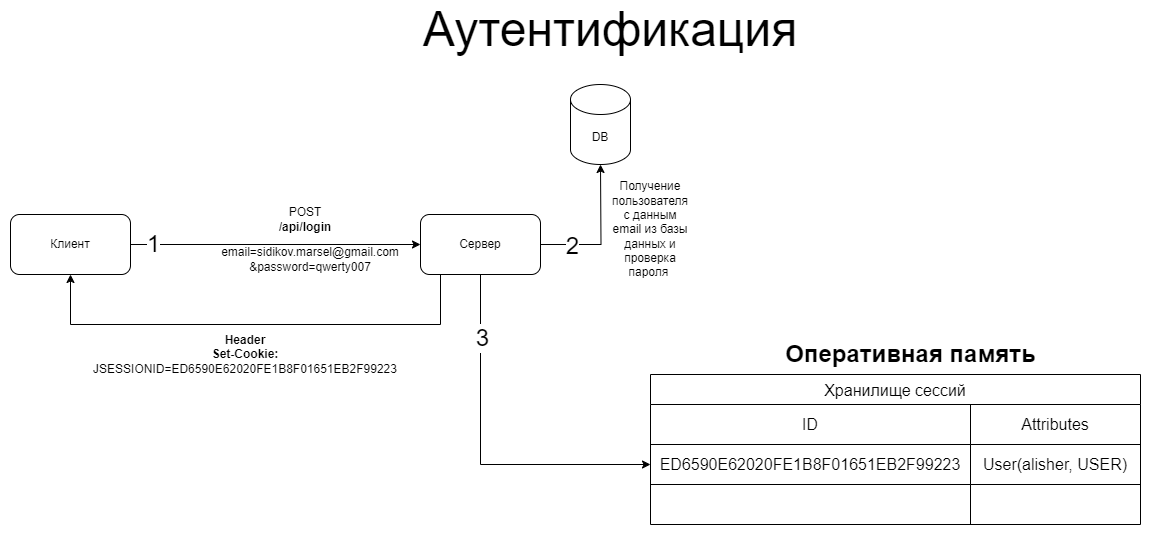 Аутентификация
DB
Получение
пользователя
с данным
email из базы
данных и
проверка
пароля
POST
/api/login
Клиент
1
Сервер
2
email=sidikov.marsel@gmail.com
&password=qwerty007
Header
Set-Cookie:
JSESSIONID=ED6590E62020FE1B8F01651EB2F99223
3
Оперативная память
Хранилище сессий
ID
Attributes
ED6590E62020FE1B8F01651EB2F99223
User(alisher, USER)